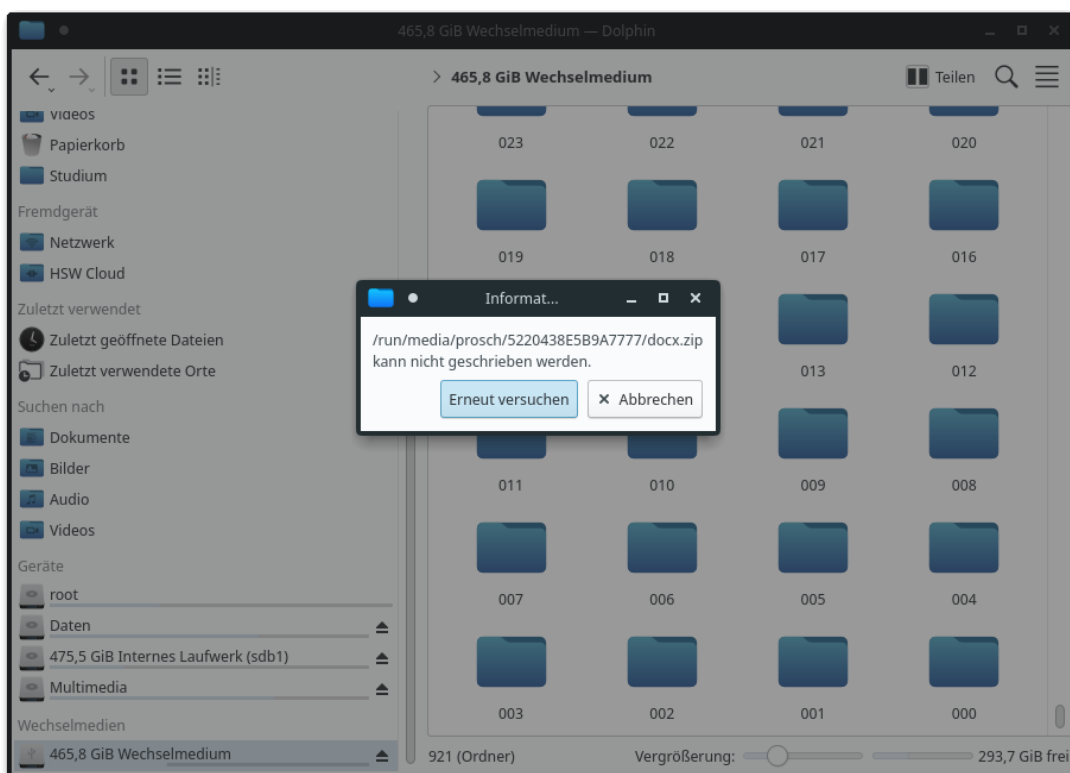 465,8 GiB Wechselmedium — Dolphin
465,8 GiB Wechselmedium
Teilen
Videos
Papierkorb
Studium
Fremdgerät
Netzwerk
HSW Cloud
Zuletzt verwendet
Zuletzt geöffnete Dateien
Zuletzt verwendete Orte
Suchen nach
Dokumente
Bilder
Audio
Videos
Geräte
root
Daten
475,5 GiB Internes Laufwerk (sdb1)
Multimedia
Wechselmedien
465,8 GiB Wechselmedium
023 022 021 020
019 018 017 016
013 012
011 010 009 008
007 006 005 004
003 002 001 000
Informat...
/run/media/prosch/5220438E5B9A7777/docx.zip
kann nicht geschrieben werden.
Erneut versuchen Abbrechen
921 (Ordner) Vergrößerung: 293,7 GiB frei